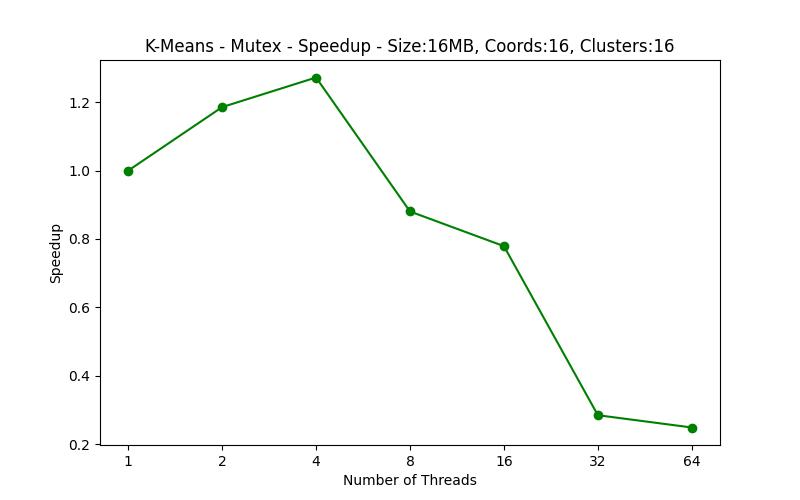 K-Means - Mutex - Speedup - Size:16MB, Coords:16, Clusters:16
Speedup
1.2
1.0
0.8
0.6
0.4
0.2
1 2 4 8 16 32 64
Number of Threads